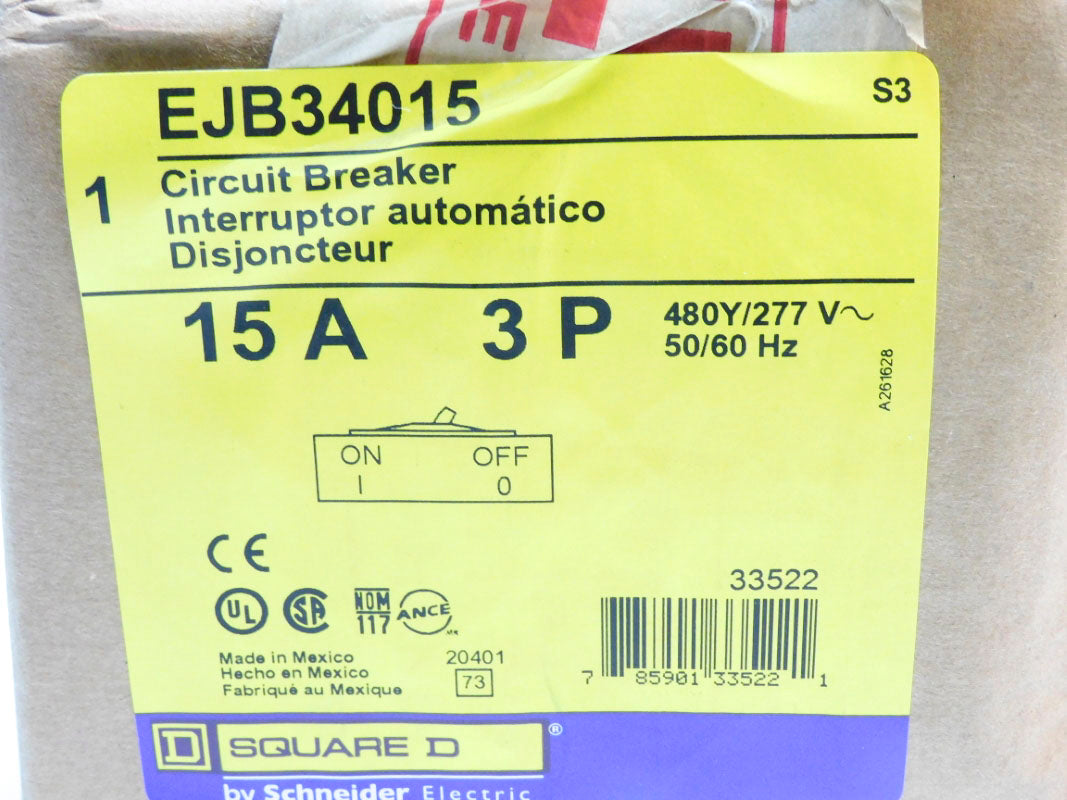 EJB34015
S3
1
Circuit Breaker
Interruptor automático
Disjoncteur
15 A 3 P
480Y/277 V~
50/60 Hz
A261628
ON OFF
I 0
CE
UL SA NOM 117 ANCE
33522
Made in Mexico
Hecho en Mexico
Fabriqué au Mexique
20401
73
7 85901 33522 1
D SQUARE D ®
by Schneider Electric